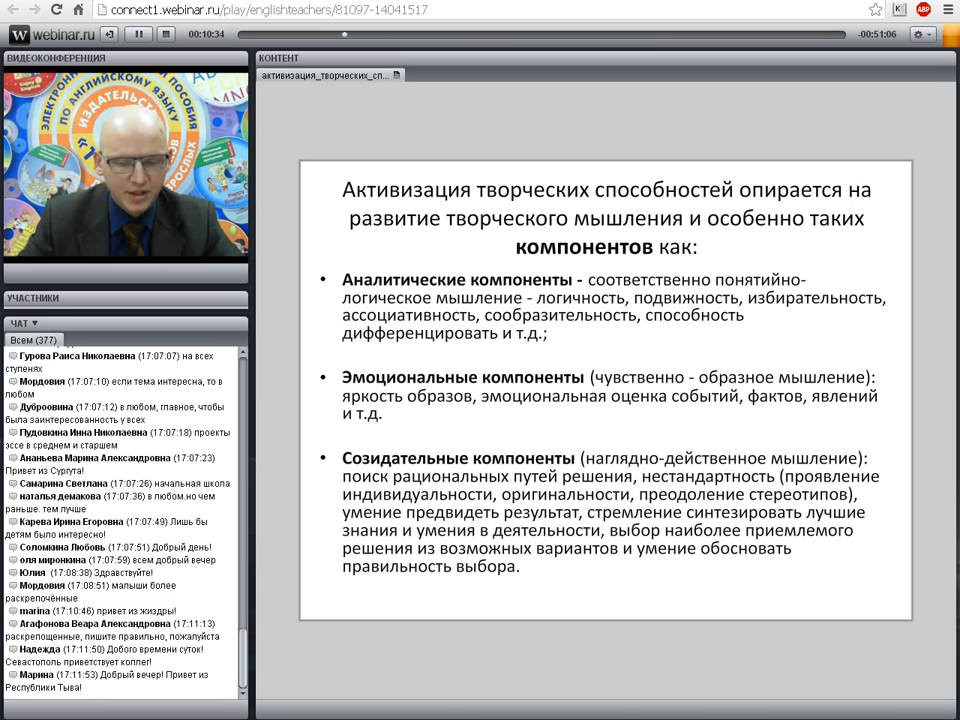 connect1.webinar.ru/play/englishteachers/81097-14041517
K
ABP
webinar.ru
00:10:34
-00:51:06
ВИДЕОКОНФЕРЕНЦИЯ
ЭЛЕКТРОННЫЕ
ПОСОБИЯ
ПО АНГЛИЙСКОМУ ЯЗЫКУ
ИЗДАТЕЛЬСТВО
УЧАСТНИКИ
ЧАТ ▼
Всем (377)
Гурова Раиса Николаевна (17:07:07) на всех
ступенях
Мордовия (17:07:10) если тема интересна, то в
любом
Дубровина (17:07:12) в любом, главное, чтобы
была заинтересованность у всех
Пудовкина Инна Николаевна (17:07:18) проекты
эссе в среднем и старшем
Ананьева Марина Александровна (17:07:23)
Привет из Сургута!
Самарина Светлана (17:07:26) начальная школа
наталья демакова (17:07:36) в любом.но чем
раньше. тем лучше
Карева Ирина Егоровна (17:07:49) Лишь бы
детям было интересно!
Соломкина Любовь (17:07:51) Добрый день!
оля миронкина (17:07:59) всем добрый вечер
Юлия (17:08:38) Здравствуйте!
Мордовия (17:08:51) малыши более
раскрепочённые
marina (17:10:46) привет из жиздры!
Агафонова Веара Александровна (17:11:13)
раскрепощенные, пишите правильно, пожалуйста
Надежда (17:11:50) Доброго времени суток!
Севастополь приветствует коллег!
Марина (17:11:53) Добрый вечер! Привет из
Республики Тыва!
КОНТЕНТ
активизация_творческих_сп...
Активизация творческих способностей опирается на
развитие творческого мышления и особенно таких
компонентов как:
• Аналитические компоненты - соответственно понятийно-
логическое мышление - логичность, подвижность, избирательность,
ассоциативность, сообразительность, способность
дифференцировать и т.д.;
• Эмоциональные компоненты (чувственно - образное мышление):
яркость образов, эмоциональная оценка событий, фактов, явлений
и т.д.
• Созидательные компоненты (наглядно-действенное мышление):
поиск рациональных путей решения, нестандартность (проявление
индивидуальности, оригинальности, преодоление стереотипов),
умение предвидеть результат, стремление синтезировать лучшие
знания и умения в деятельности, выбор наиболее приемлемого
решения из возможных вариантов и умение обосновать
правильность выбора.